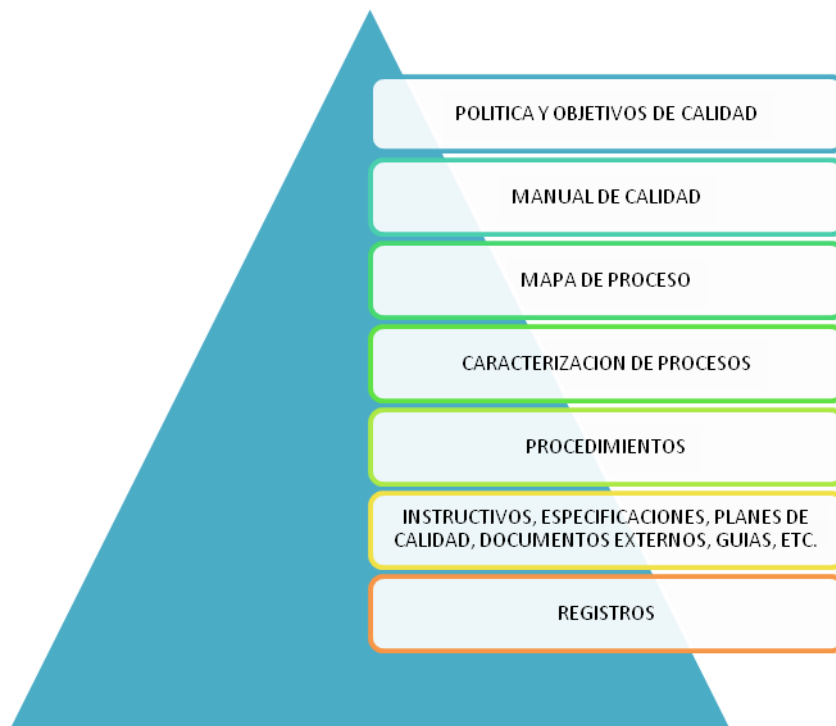 POLITICA Y OBJETIVOS DE CALIDAD
MANUAL DE CALIDAD
MAPA DE PROCESO
CARACTERIZACION DE PROCESOS
PROCEDIMIENTOS
INSTRUCTIVOS, ESPECIFICACIONES, PLANES DE
CALIDAD, DOCUMENTOS EXTERNOS, GUIAS, ETC.
REGISTROS